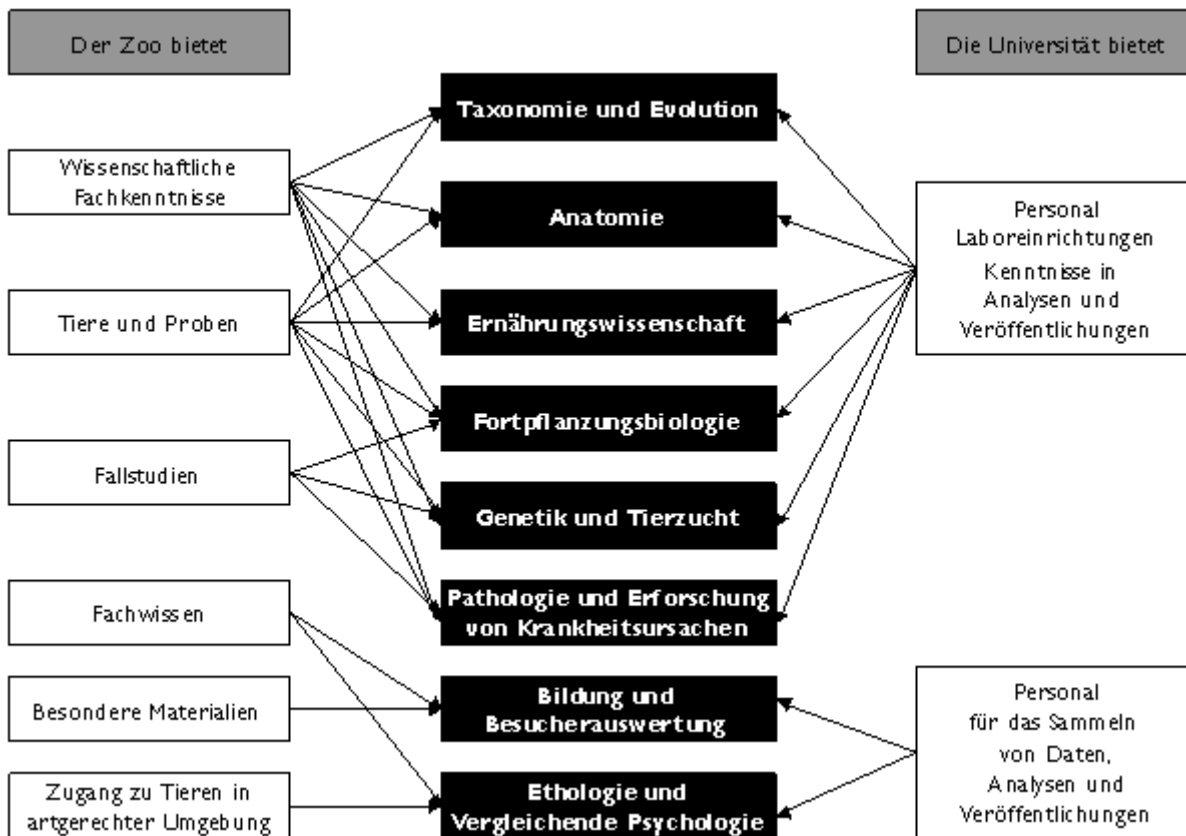 Der Zoo bietet
Die Universität bietet
Taxonomie und Evolution
Wissenschaftliche
Fachkenntnisse
Anatomie
Personal
Laboreinrichtungen
Kenntnisse in
Analysen und
Veröffentlichungen
Tiere und Proben
Ernährungswissenschaft
Fortpflanzungsbiologie
Fallstudien
Genetik und Tierzucht
Fachwissen
Pathologie und Erforschung
von Krankheitsursachen
Besondere Materialien
Bildung und
Besucherauswertung
Personal
für das Sammeln
von Daten,
Analysen und
Veröffentlichungen
Zugang zu Tieren in
artgerechter Umgebung
Ethologie und
Vergleichende Psychologie